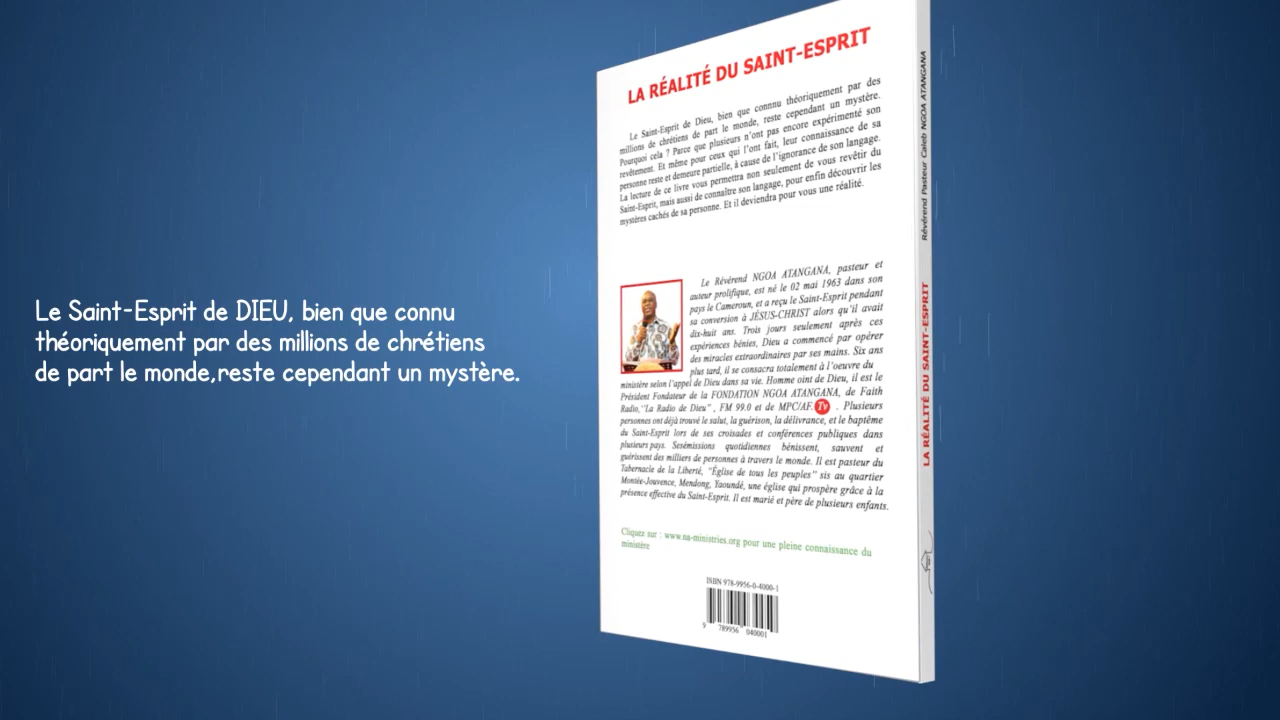 Le Saint-Esprit de DIEU, bien que connu
théoriquement par des millions de chrétiens
de part le monde,reste cependant un mystère.
LA RÉALITÉ DU SAINT-ESPRIT
Le Saint-Esprit de Dieu, bien que connnu théoriquement par des
millions de chrétiens de part le monde, reste cependant un mystère.
Pourquoi cela ? Parce que plusieurs n'ont pas encore expérimenté son
revêtement. Et même pour ceux qui l'ont fait, leur connaissance de sa
personne reste et demeure partielle, à cause de l'ignorance de son langage.
La lecture de ce livre vous permettra non seulement de vous revêtir du
Saint-Esprit, mais aussi de connaître son langage, pour enfin découvrir les
mystères cachés de sa personne. Et il deviendra pour vous une réalité.
Le Révérend NGOA ATANGANA, pasteur et
auteur prolifique, est né le 02 mai 1963 dans son
pays le Cameroun, et a reçu le Saint-Esprit pendant
sa conversion à JÉSUS-CHRIST alors qu'il avait
dix-huit ans. Trois jours seulement après ces
expériences bénies, Dieu a commencé par opérer
des miracles extraordinaires par ses mains. Six ans
plus tard, il se consacra totalement à l'oeuvre du
ministère selon l'appel de Dieu dans sa vie. Homme oint de Dieu, il est le
Président Fondateur de la FONDATION NGOA ATANGANA, de Faith
Radio,"La Radio de Dieu" , FM 99.0 et de MPC/AF. Tv . Plusieurs
personnes ont déjà trouvé le salut, la guérison, la délivrance, et le baptême
du Saint-Esprit lors de ses croisades et conférences publiques dans
plusieurs pays. Sesémissions quotidiennes bénissent, sauvent et
guérissent des milliers de personnes à travers le monde. Il est pasteur du
Tabernacle de la Liberté, "Église de tous les peuples" sis au quartier
Montée-Jouvence, Mendong, Yaoundé, une église qui prospère grâce à la
présence effective du Saint-Esprit. Il est marié et père de plusieurs enfants.
Cliquez sur : www.na-ministries.org pour une pleine connaissance du
ministère
ISBN 978-9956-0-4000-1
9 789956 040001
Révérend Pasteur Caleb NGOA ATANGANA
LA RÉALITÉ DU SAINT-ESPRIT